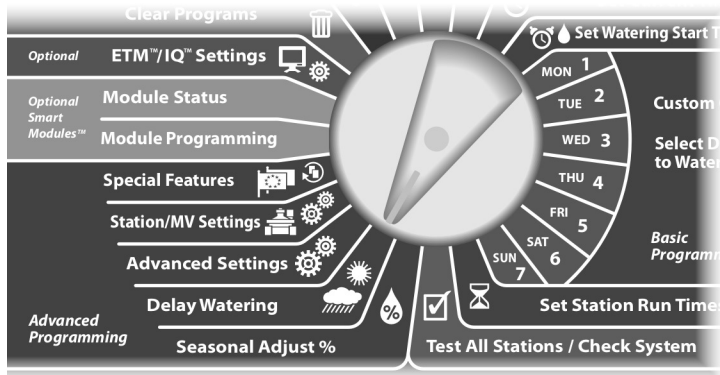 Clear Programs
Optional
ETM™/IQ™ Settings
Optional
Smart
Modules™
Module Status
Module Programming
Special Features
Station/MV Settings
Advanced Settings
Delay Watering
Advanced
Programming
Seasonal Adjust %
%
Set Watering Start T
MON 1
TUE 2
WED 3
THU 4
FRI 5
SAT 6
SUN 7
Custom
Select D
to Water
Basic
Programm
Set Station Run Time
Test All Stations / Check System